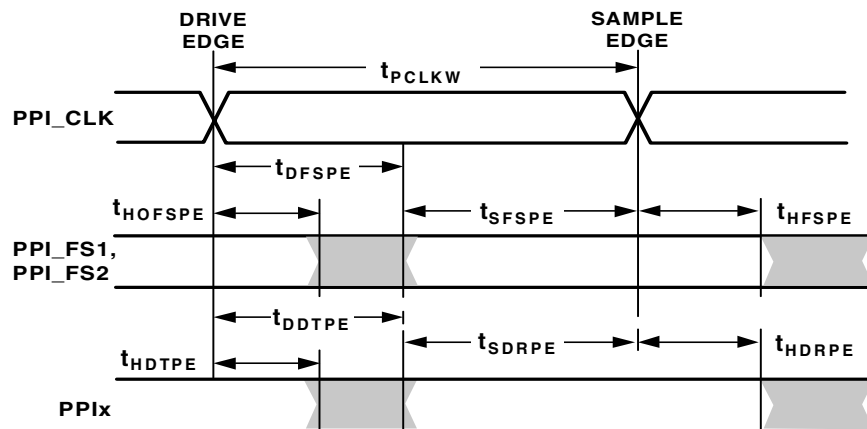 DRIVE
EDGE
SAMPLE
EDGE
tPCLKW
PPI_CLK
tDFSPE
tHOFSPE
tSFSPE
tHFSPE
PPI_FS1,
PPI_FS2
tDDTPE
tSDRPE
tHDTPE
tHDRPE
PPIx